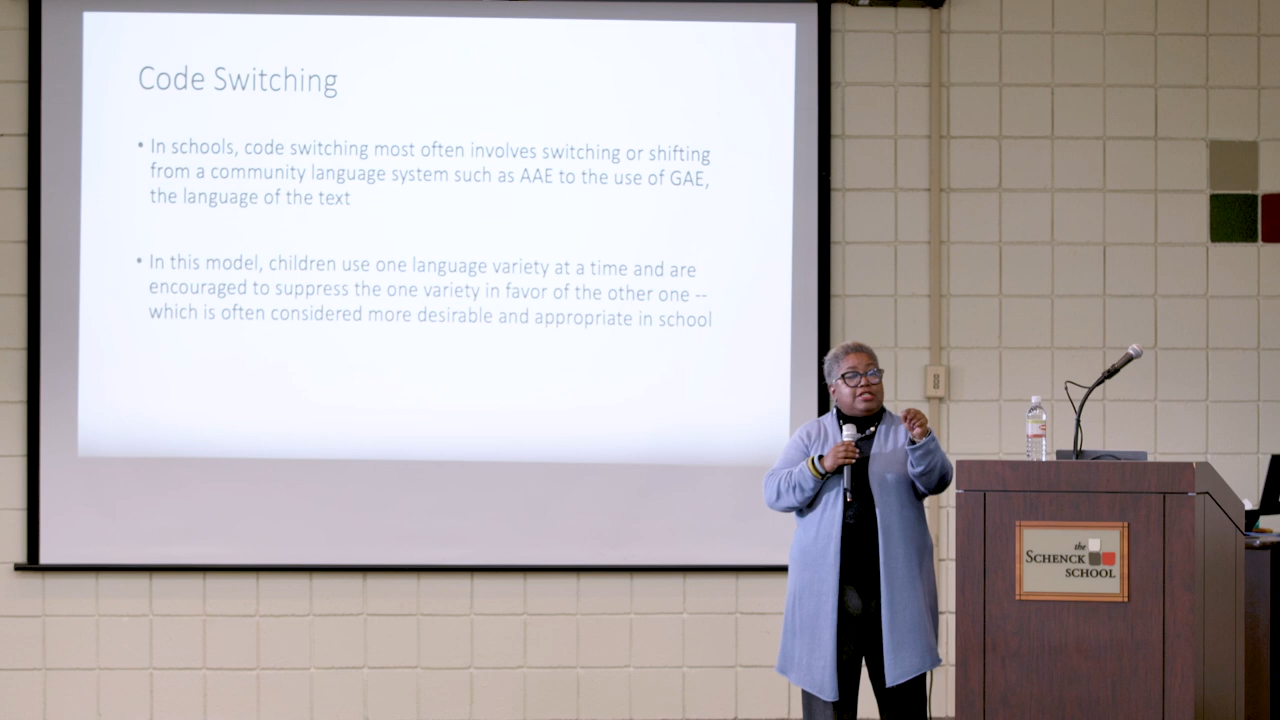 Code Switching
• In schools, code switching most often involves switching or shifting
from a community language system such as AAE to the use of GAE,
the language of the text
• In this model, children use one language variety at a time and are
encouraged to suppress the one variety in favor of the other one --
which is often considered more desirable and appropriate in school
the
SCHENCK
SCHOOL